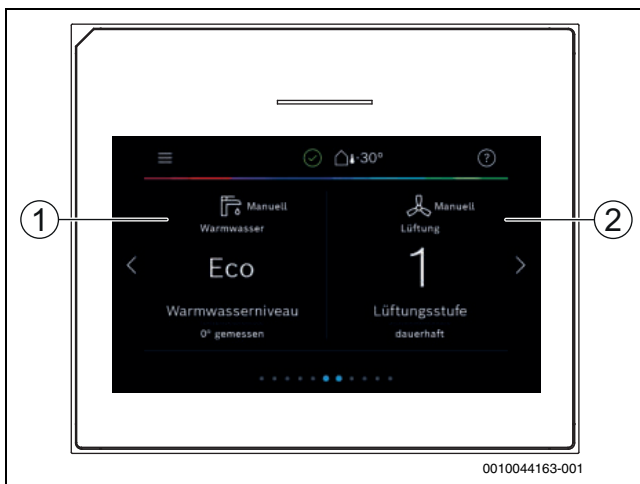 -30°
?
Manuell
Manuell
1
Warmwasser
Lüftung
2
Eco
1
Warmwasserniveau
Lüftungsstufe
0° gemessen
dauerhaft
0010044163-001